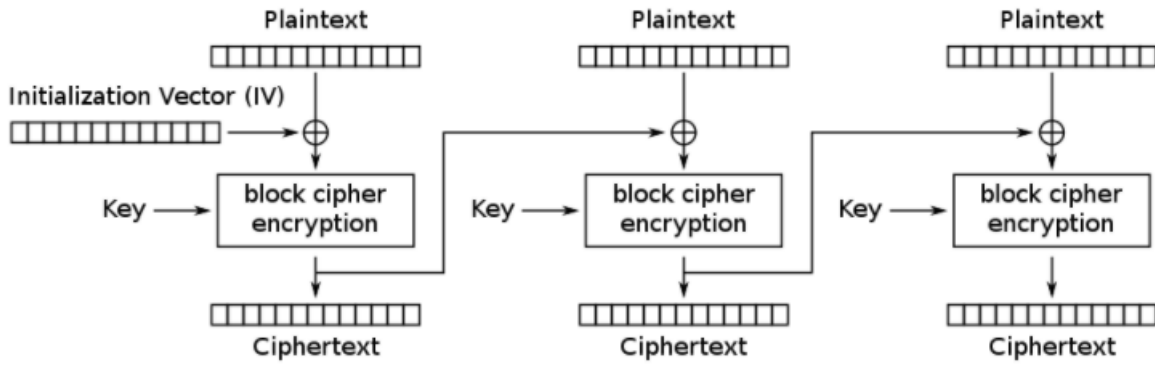 Plaintext
Plaintext
Plaintext
Initialization Vector (IV)
Key
block cipher
encryption
Key
block cipher
encryption
Key
block cipher
encryption
Ciphertext
Ciphertext
Ciphertext